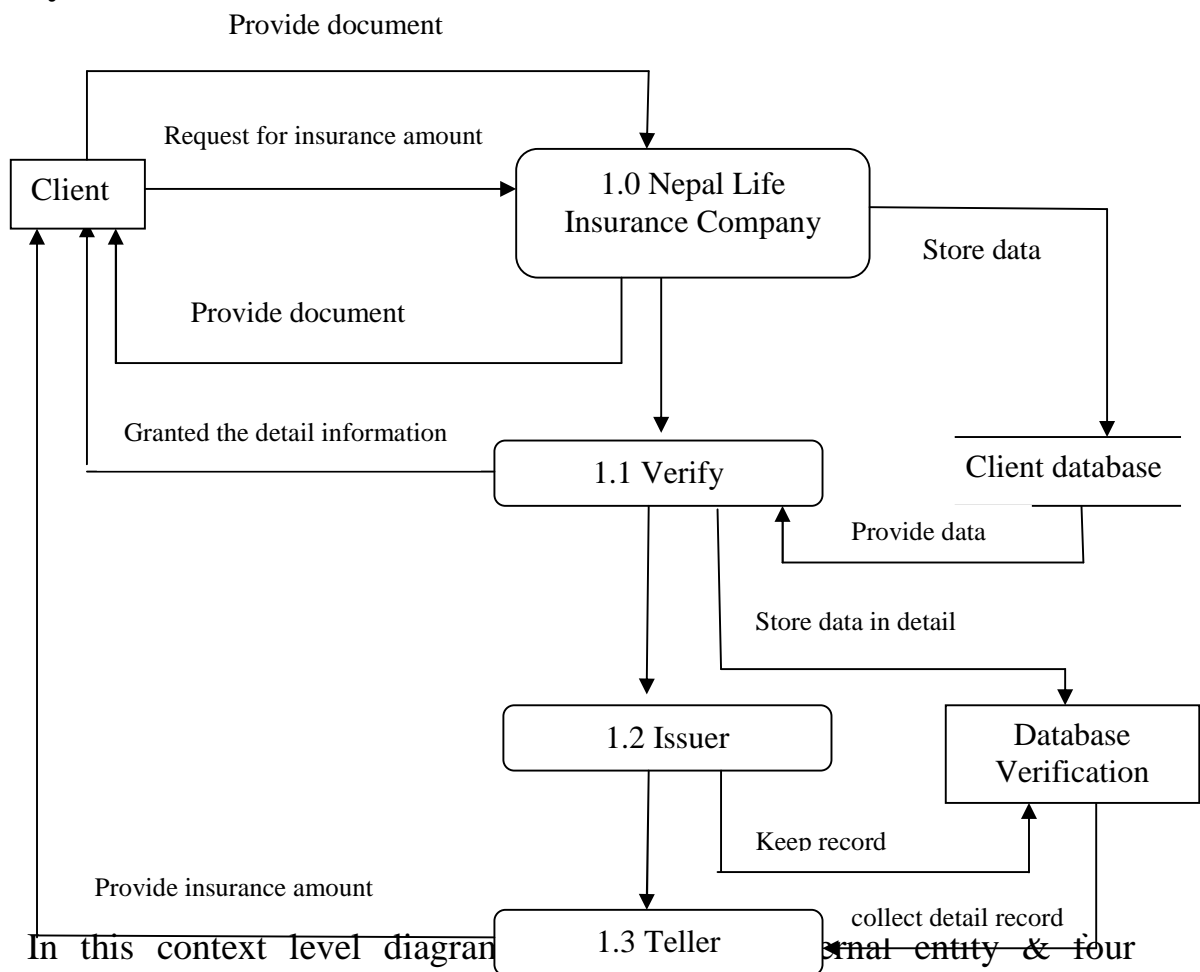 Provide document
Request for insurance amount
Client
1.0 Nepal Life
Insurance Company
Store data
Provide document
Granted the detail information
1.1 Verify
Client database
Provide data
Store data in detail
1.2 Issuer
Database
Verification
Keep record
Provide insurance amount
1.3 Teller
collect detail record
In this context level entity & four